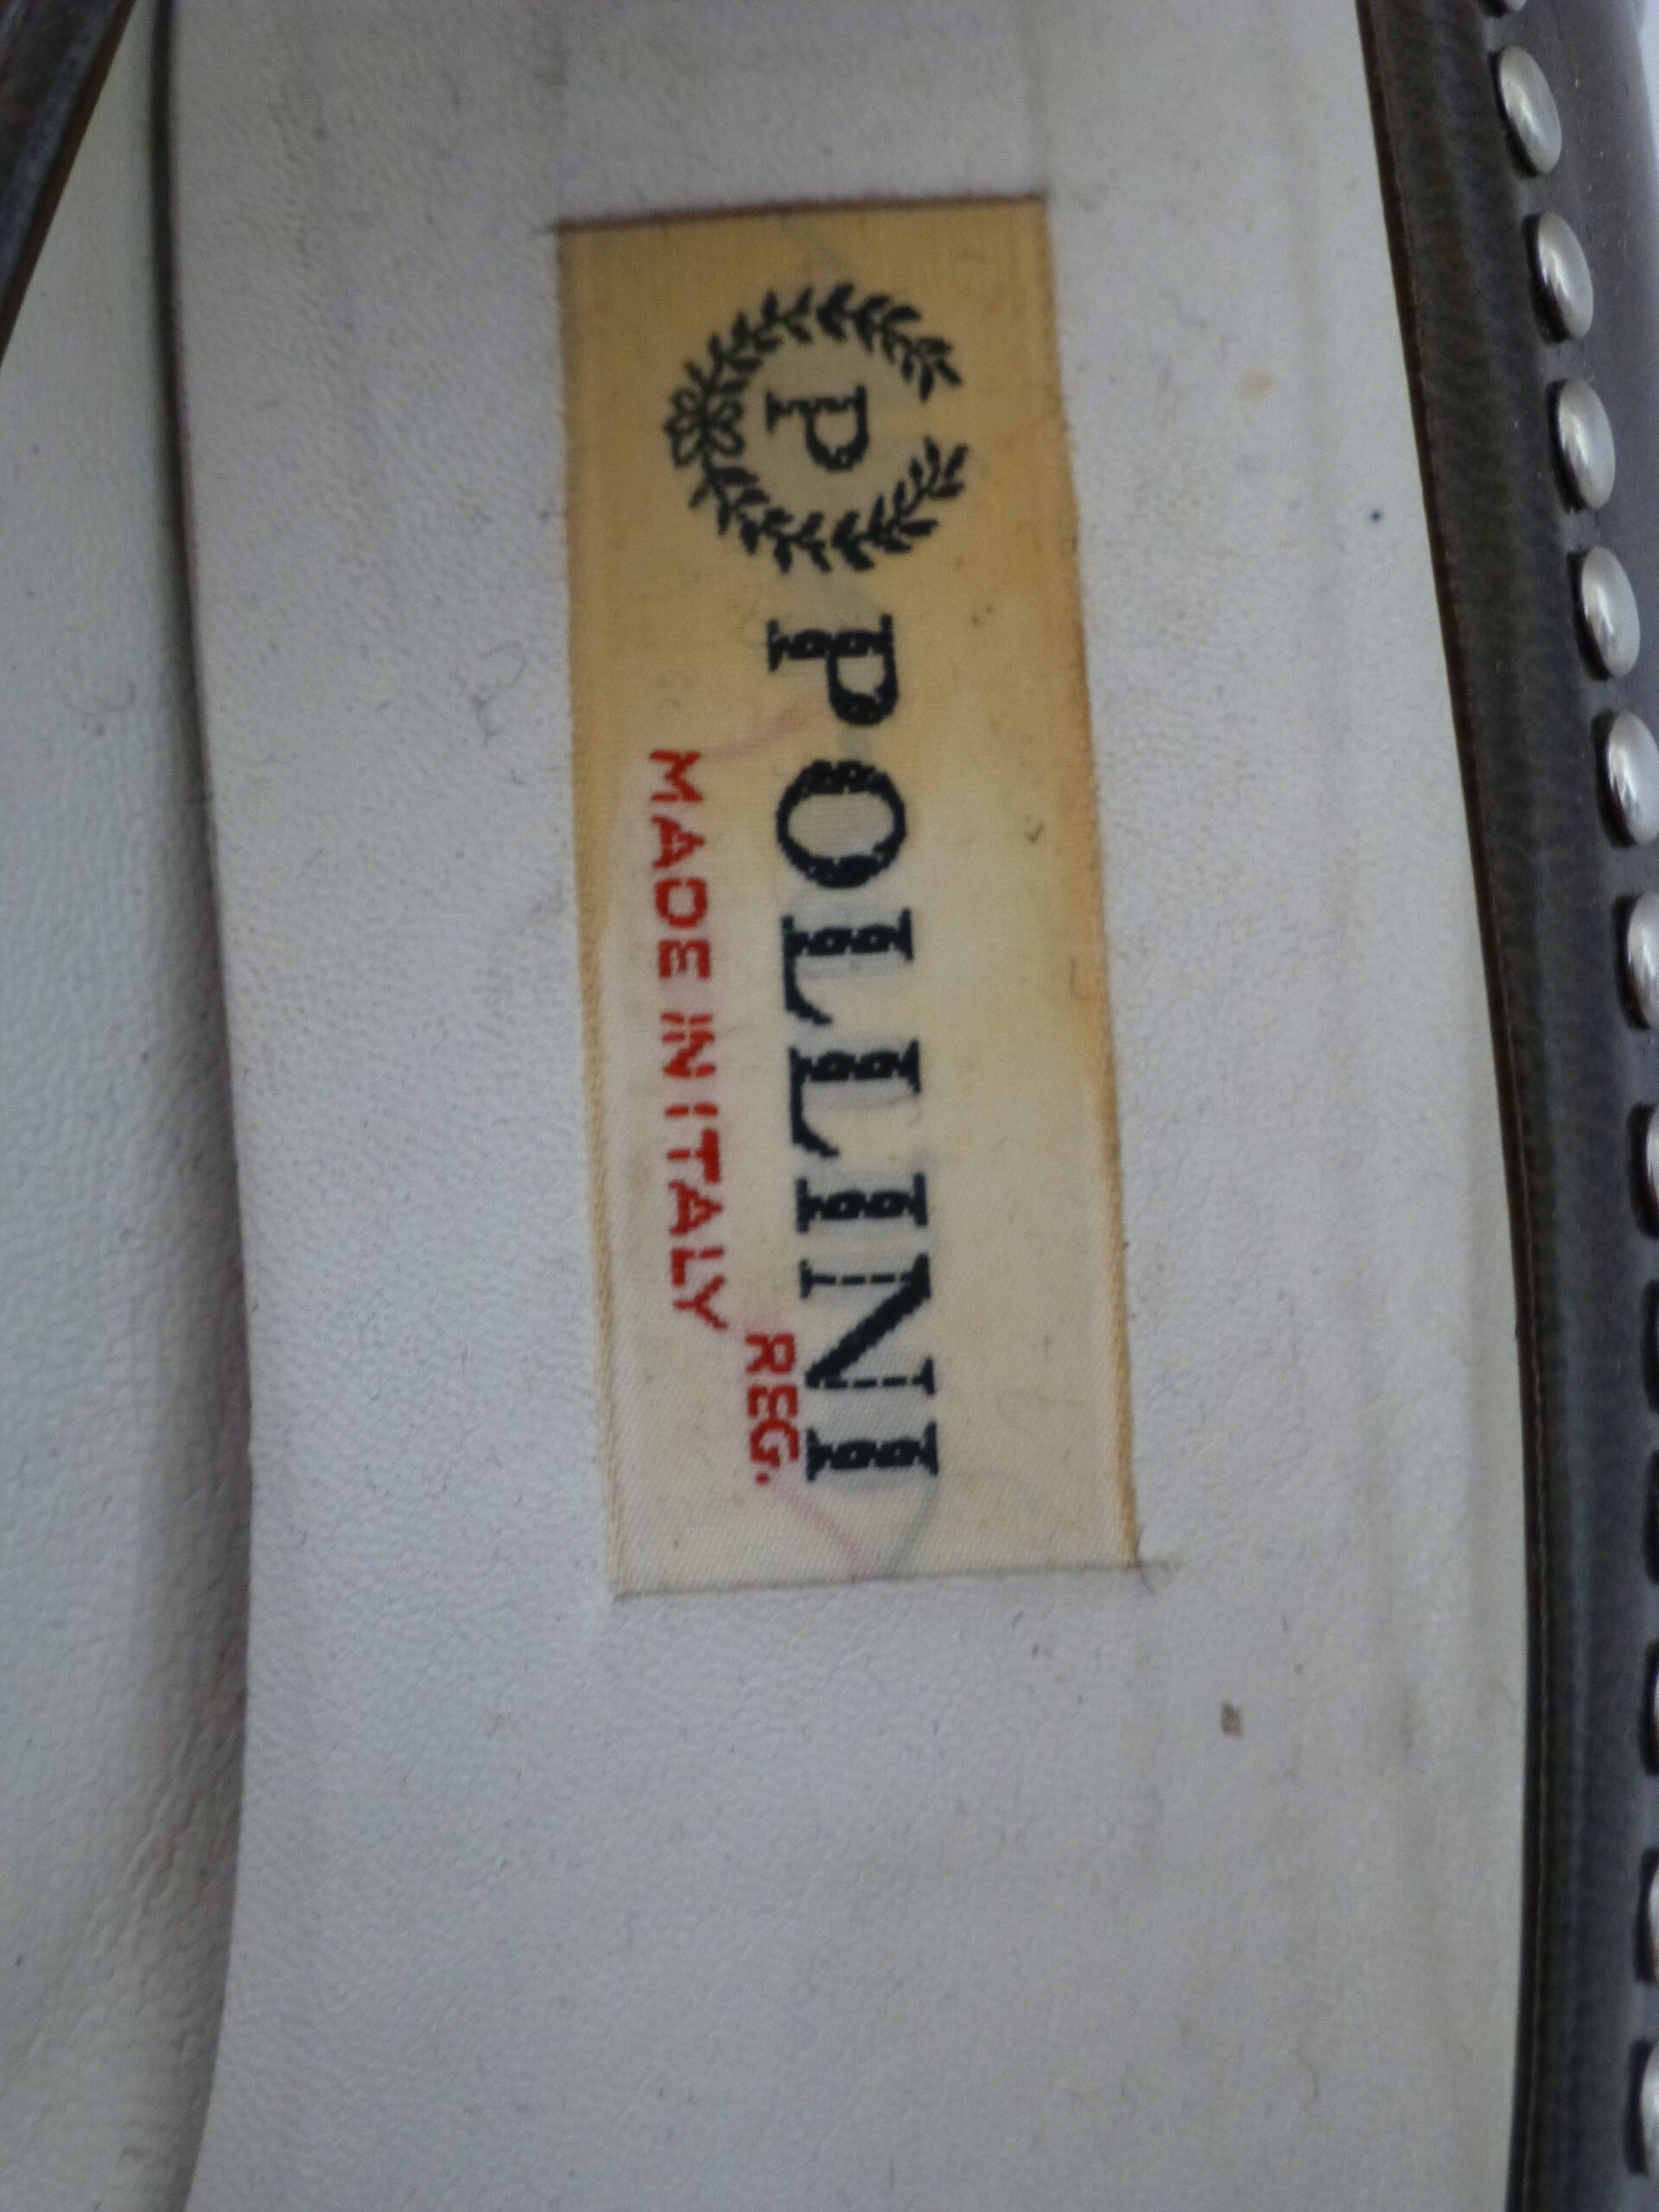 P
POLLINI
REG.
MADE IN ITALY